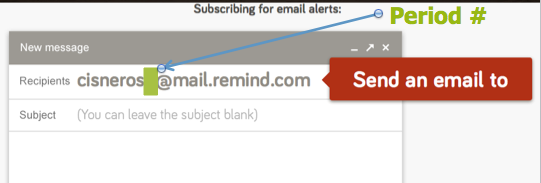 Subscribing for email alerts:
Period #
New message
Recipients cisneros @mail.remind.com
Send an email to
Subject (You can leave the subject blank)